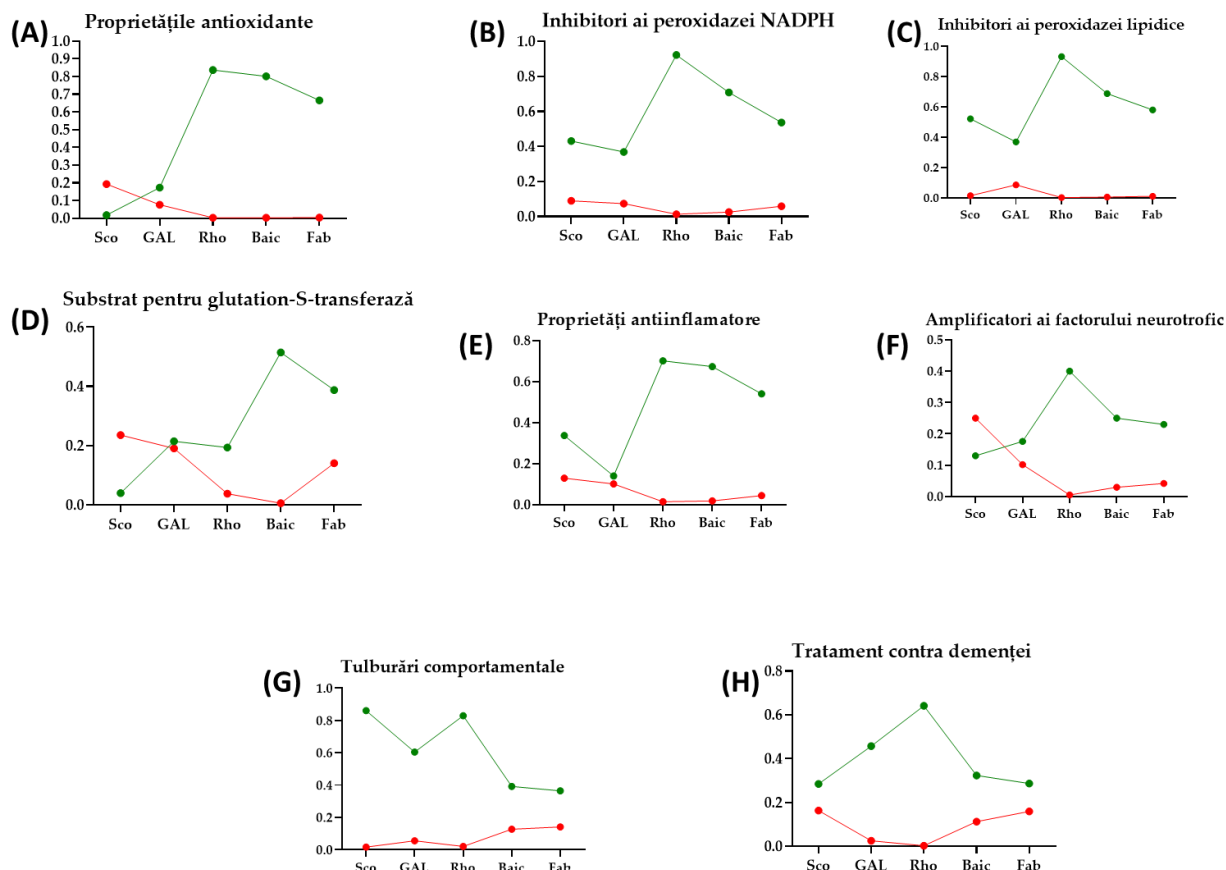 (A)
Proprietățile antioxidante
1.0
0.9
0.8
0.7
0.6
0.5
0.4
0.3
0.2
0.1
0.0
Sco GAL Rho Baic Fab
(B)
Inhibitori ai peroxidazei NADPH
1.0
0.8
0.6
0.4
0.2
0.0
Sco GAL Rho Baic Fab
(C)
Inhibitori ai peroxidazei lipidice
1.0
0.8
0.6
0.4
0.2
0.0
Sco GAL Rho Baic Fab
(D)
Substrat pentru glutation-S-transferază
0.6
0.4
0.2
0.0
Sco GAL Rho Baic Fab
(E)
Proprietăți antiinflamatore
0.8
0.6
0.4
0.2
0.0
Sco GAL Rho Baic Fab
(F)
Amplificatori ai factorului neurotrofic
0.5
0.4
0.3
0.2
0.1
0.0
Sco GAL Rho Baic Fab
(G)
Tulburări comportamentale
1.0
0.8
0.6
0.4
0.2
0.0
Sco GAL Rho Baic Fab
(H)
Tratament contra demenței
0.8
0.6
0.4
0.2
0.0
Sco GAL Rho Baic Fab